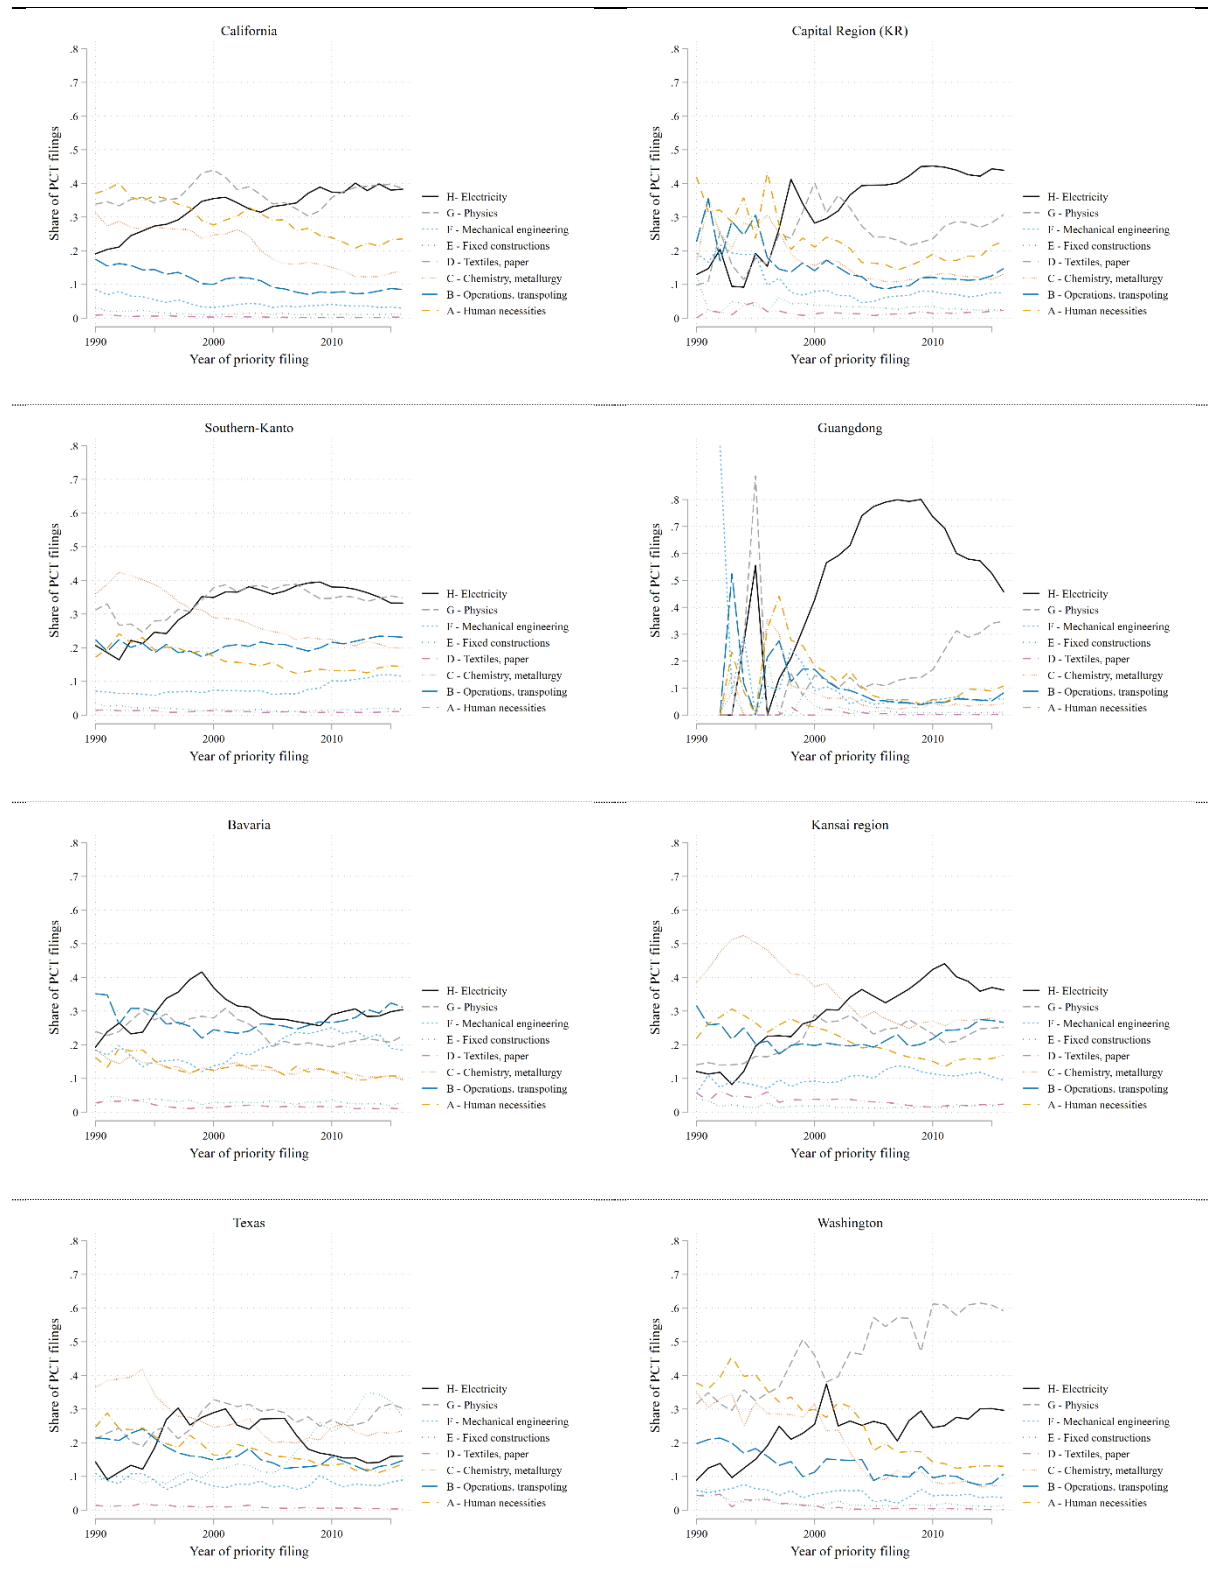 California
.8
.7
.6
.5
.4
.3
.2
.1
0
Share of PCT filings
1990
2000
2010
Year of priority filing
H- Electricity
G - Physics
F - Mechanical engineering
E - Fixed constructions
D - Textiles, paper
C - Chemistry, metallurgy
B - Operations. transpoting
A - Human necessities
Capital Region (KR)
.8
.7
.6
.5
.4
.3
.2
.1
0
Share of PCT filings
1990
2000
2010
Year of priority filing
H- Electricity
G - Physics
F - Mechanical engineering
E - Fixed constructions
D - Textiles, paper
C - Chemistry, metallurgy
B - Operations. transpoting
A - Human necessities
Southern-Kanto
.8
.7
.6
.5
.4
.3
.2
.1
0
Share of PCT filings
1990
2000
2010
Year of priority filing
H- Electricity
G - Physics
F - Mechanical engineering
E - Fixed constructions
D - Textiles, paper
C - Chemistry, metallurgy
B - Operations. transpoting
A - Human necessities
Guangdong
.8
.7
.6
.5
.4
.3
.2
.1
0
Share of PCT filings
1990
2000
2010
Year of priority filing
H- Electricity
G - Physics
F - Mechanical engineering
E - Fixed constructions
D - Textiles, paper
C - Chemistry, metallurgy
B - Operations. transpoting
A - Human necessities
Bavaria
.8
.7
.6
.5
.4
.3
.2
.1
0
Share of PCT filings
1990
2000
2010
Year of priority filing
H- Electricity
G - Physics
F - Mechanical engineering
E - Fixed constructions
D - Textiles, paper
C - Chemistry, metallurgy
B - Operations. transpoting
A - Human necessities
Kansai region
.8
.7
.6
.5
.4
.3
.2
.1
0
Share of PCT filings
1990
2000
2010
Year of priority filing
H- Electricity
G - Physics
F - Mechanical engineering
E - Fixed constructions
D - Textiles, paper
C - Chemistry, metallurgy
B - Operations. transpoting
A - Human necessities
Texas
.8
.7
.6
.5
.4
.3
.2
.1
0
Share of PCT filings
1990
2000
2010
Year of priority filing
H- Electricity
G - Physics
F - Mechanical engineering
E - Fixed constructions
D - Textiles, paper
C - Chemistry, metallurgy
B - Operations. transpoting
A - Human necessities
Washington
.8
.7
.6
.5
.4
.3
.2
.1
0
Share of PCT filings
1990
2000
2010
Year of priority filing
H- Electricity
G - Physics
F - Mechanical engineering
E - Fixed constructions
D - Textiles, paper
C - Chemistry, metallurgy
B - Operations. transpoting
A - Human necessities